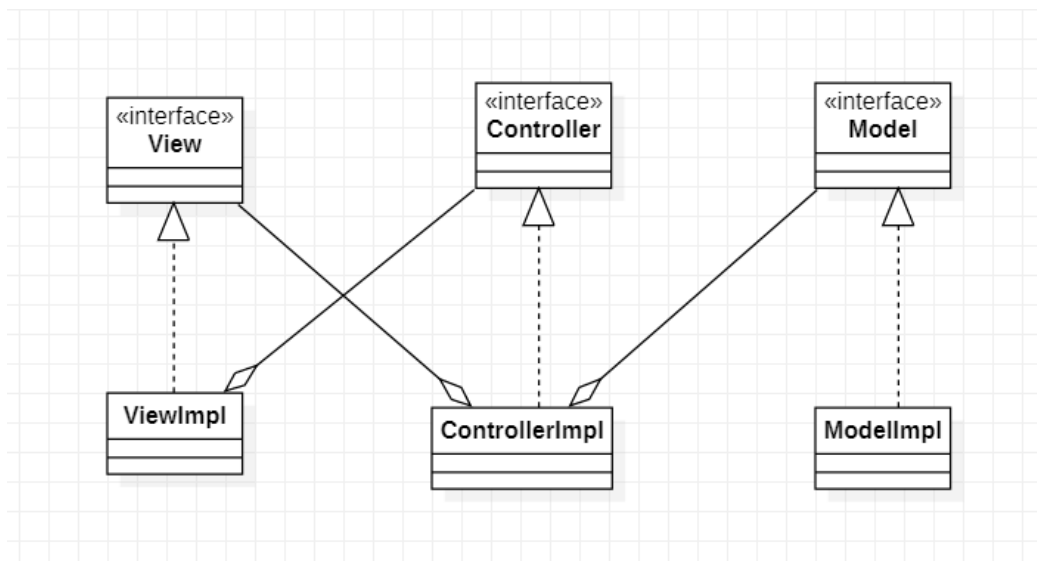 «interface»
View
«interface»
Controller
«interface»
Model
ViewImpl
ControllerImpl
ModelImpl